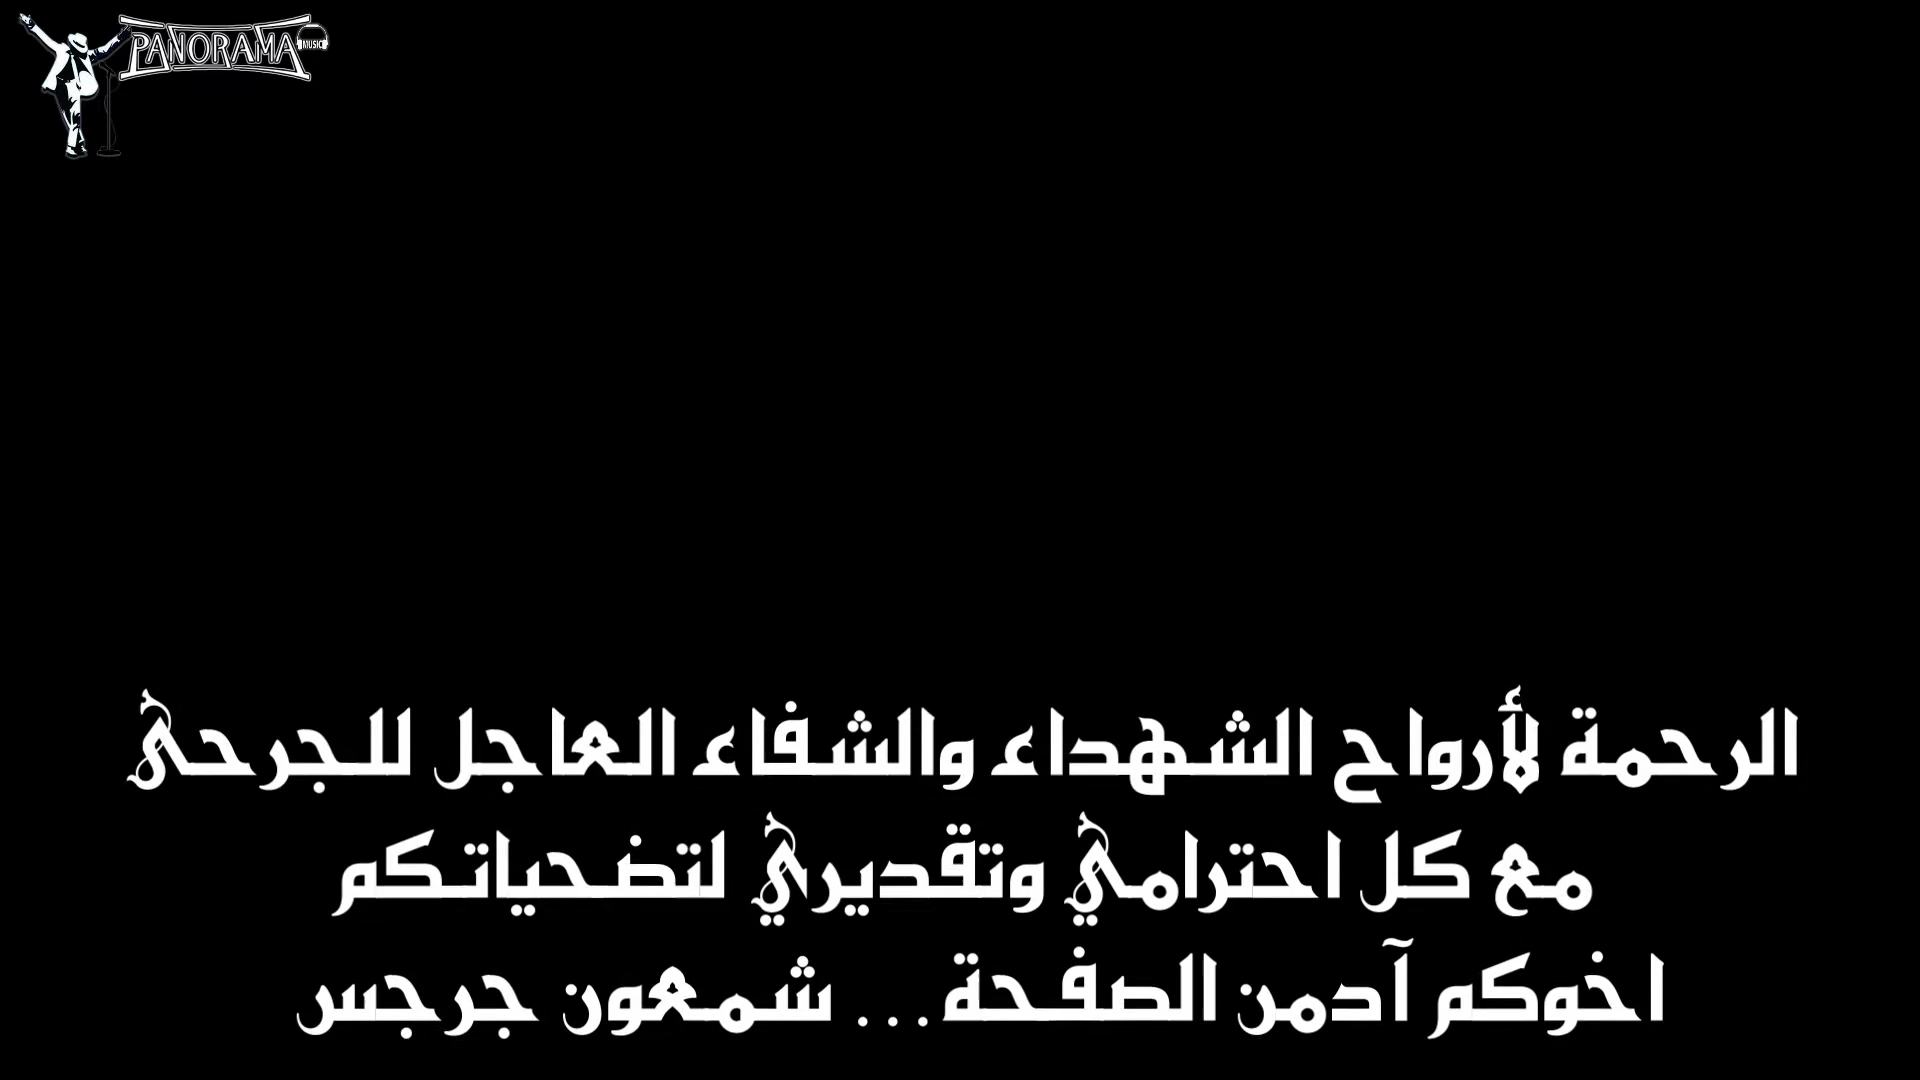 PANORAMA
MUSIC
الرحمة لأرواح الشهداء والشفاء العاجل للجرحى
مع كل احترامي وتقديري لتضحياتكم
اخوكم آدمن الصفحة... شمعون جرجس